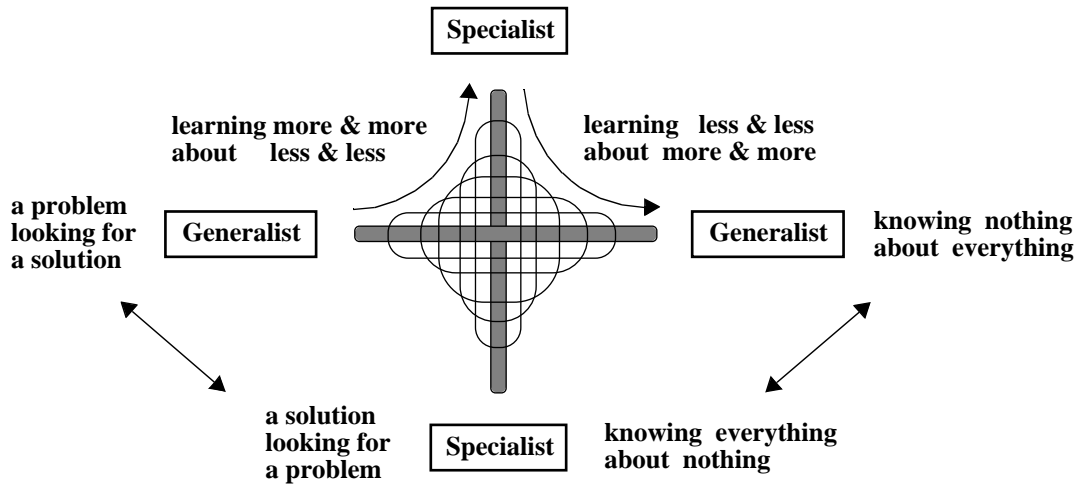 Specialist
learning more & more
about less & less
learning less & less
about more & more
a problem
looking for
a solution
Generalist
Generalist
knowing nothing
about everything
a solution
looking for
a problem
Specialist
knowing everything
about nothing